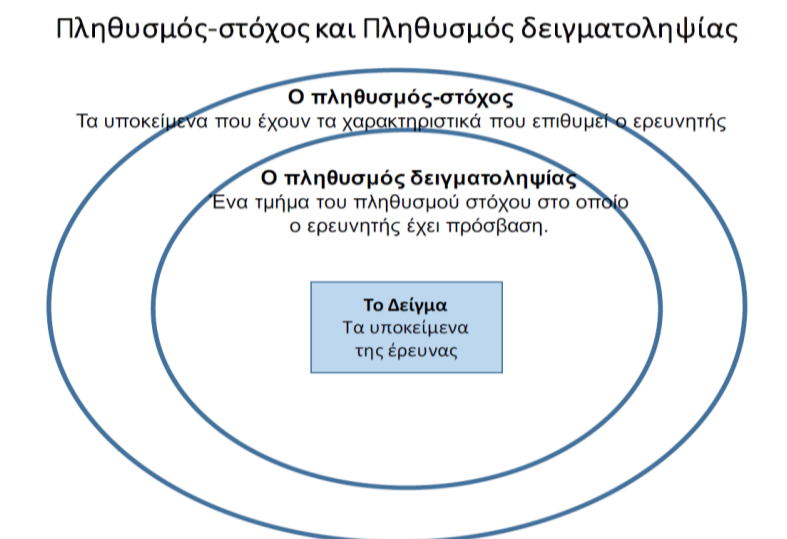 Πληθυσμός-στόχος και Πληθυσμός δειγματοληψίας
Ο πληθυσμός-στόχος
Τα υποκείμενα που έχουν τα χαρακτηριστικά που επιθυμεί ο ερευνητής
Ο πληθυσμός δειγματοληψίας
Ένα τμήμα του πληθυσμού στόχου στο οποίο
ο ερευνητής έχει πρόσβαση.
Το Δείγμα
Τα υποκείμενα
της έρευνας